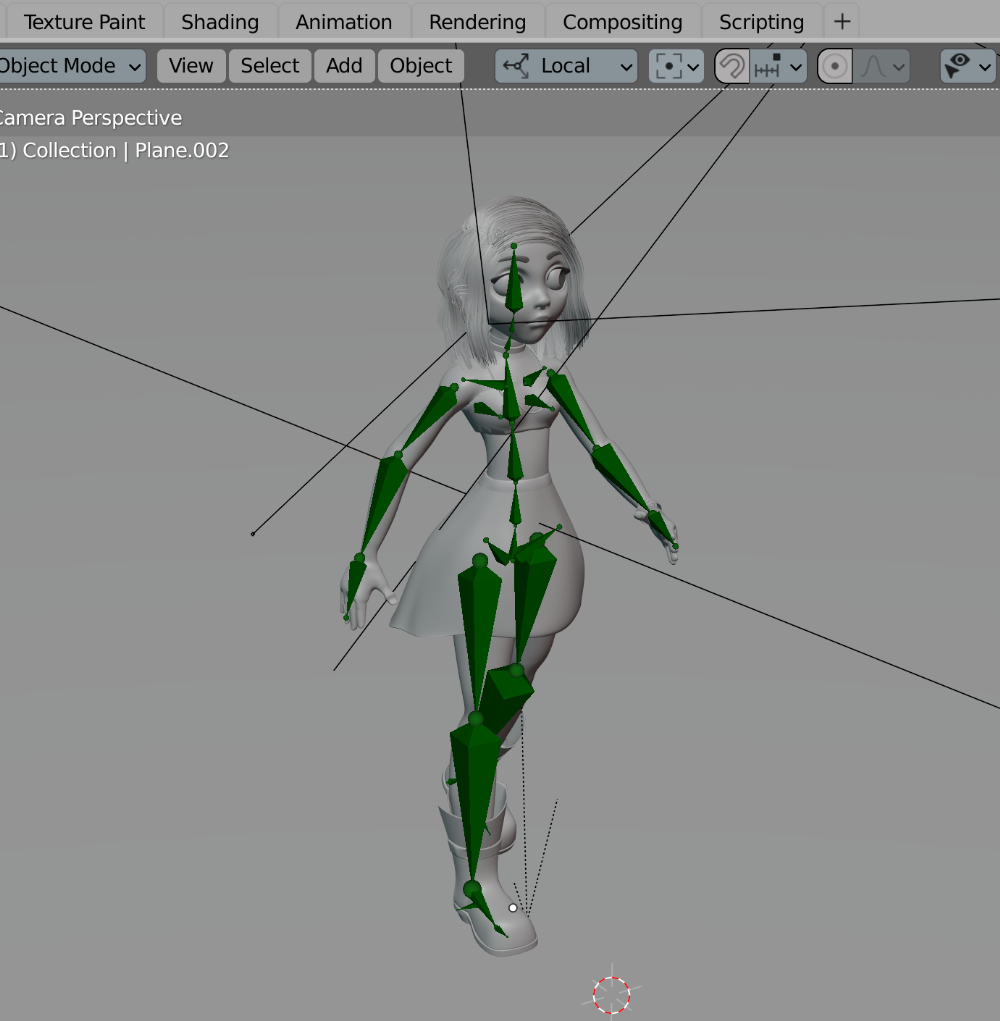 Texture Paint Shading Animation Rendering Compositing Scripting +
Object Mode View Select Add Object Local
Camera Perspective
1) Collection | Plane.002